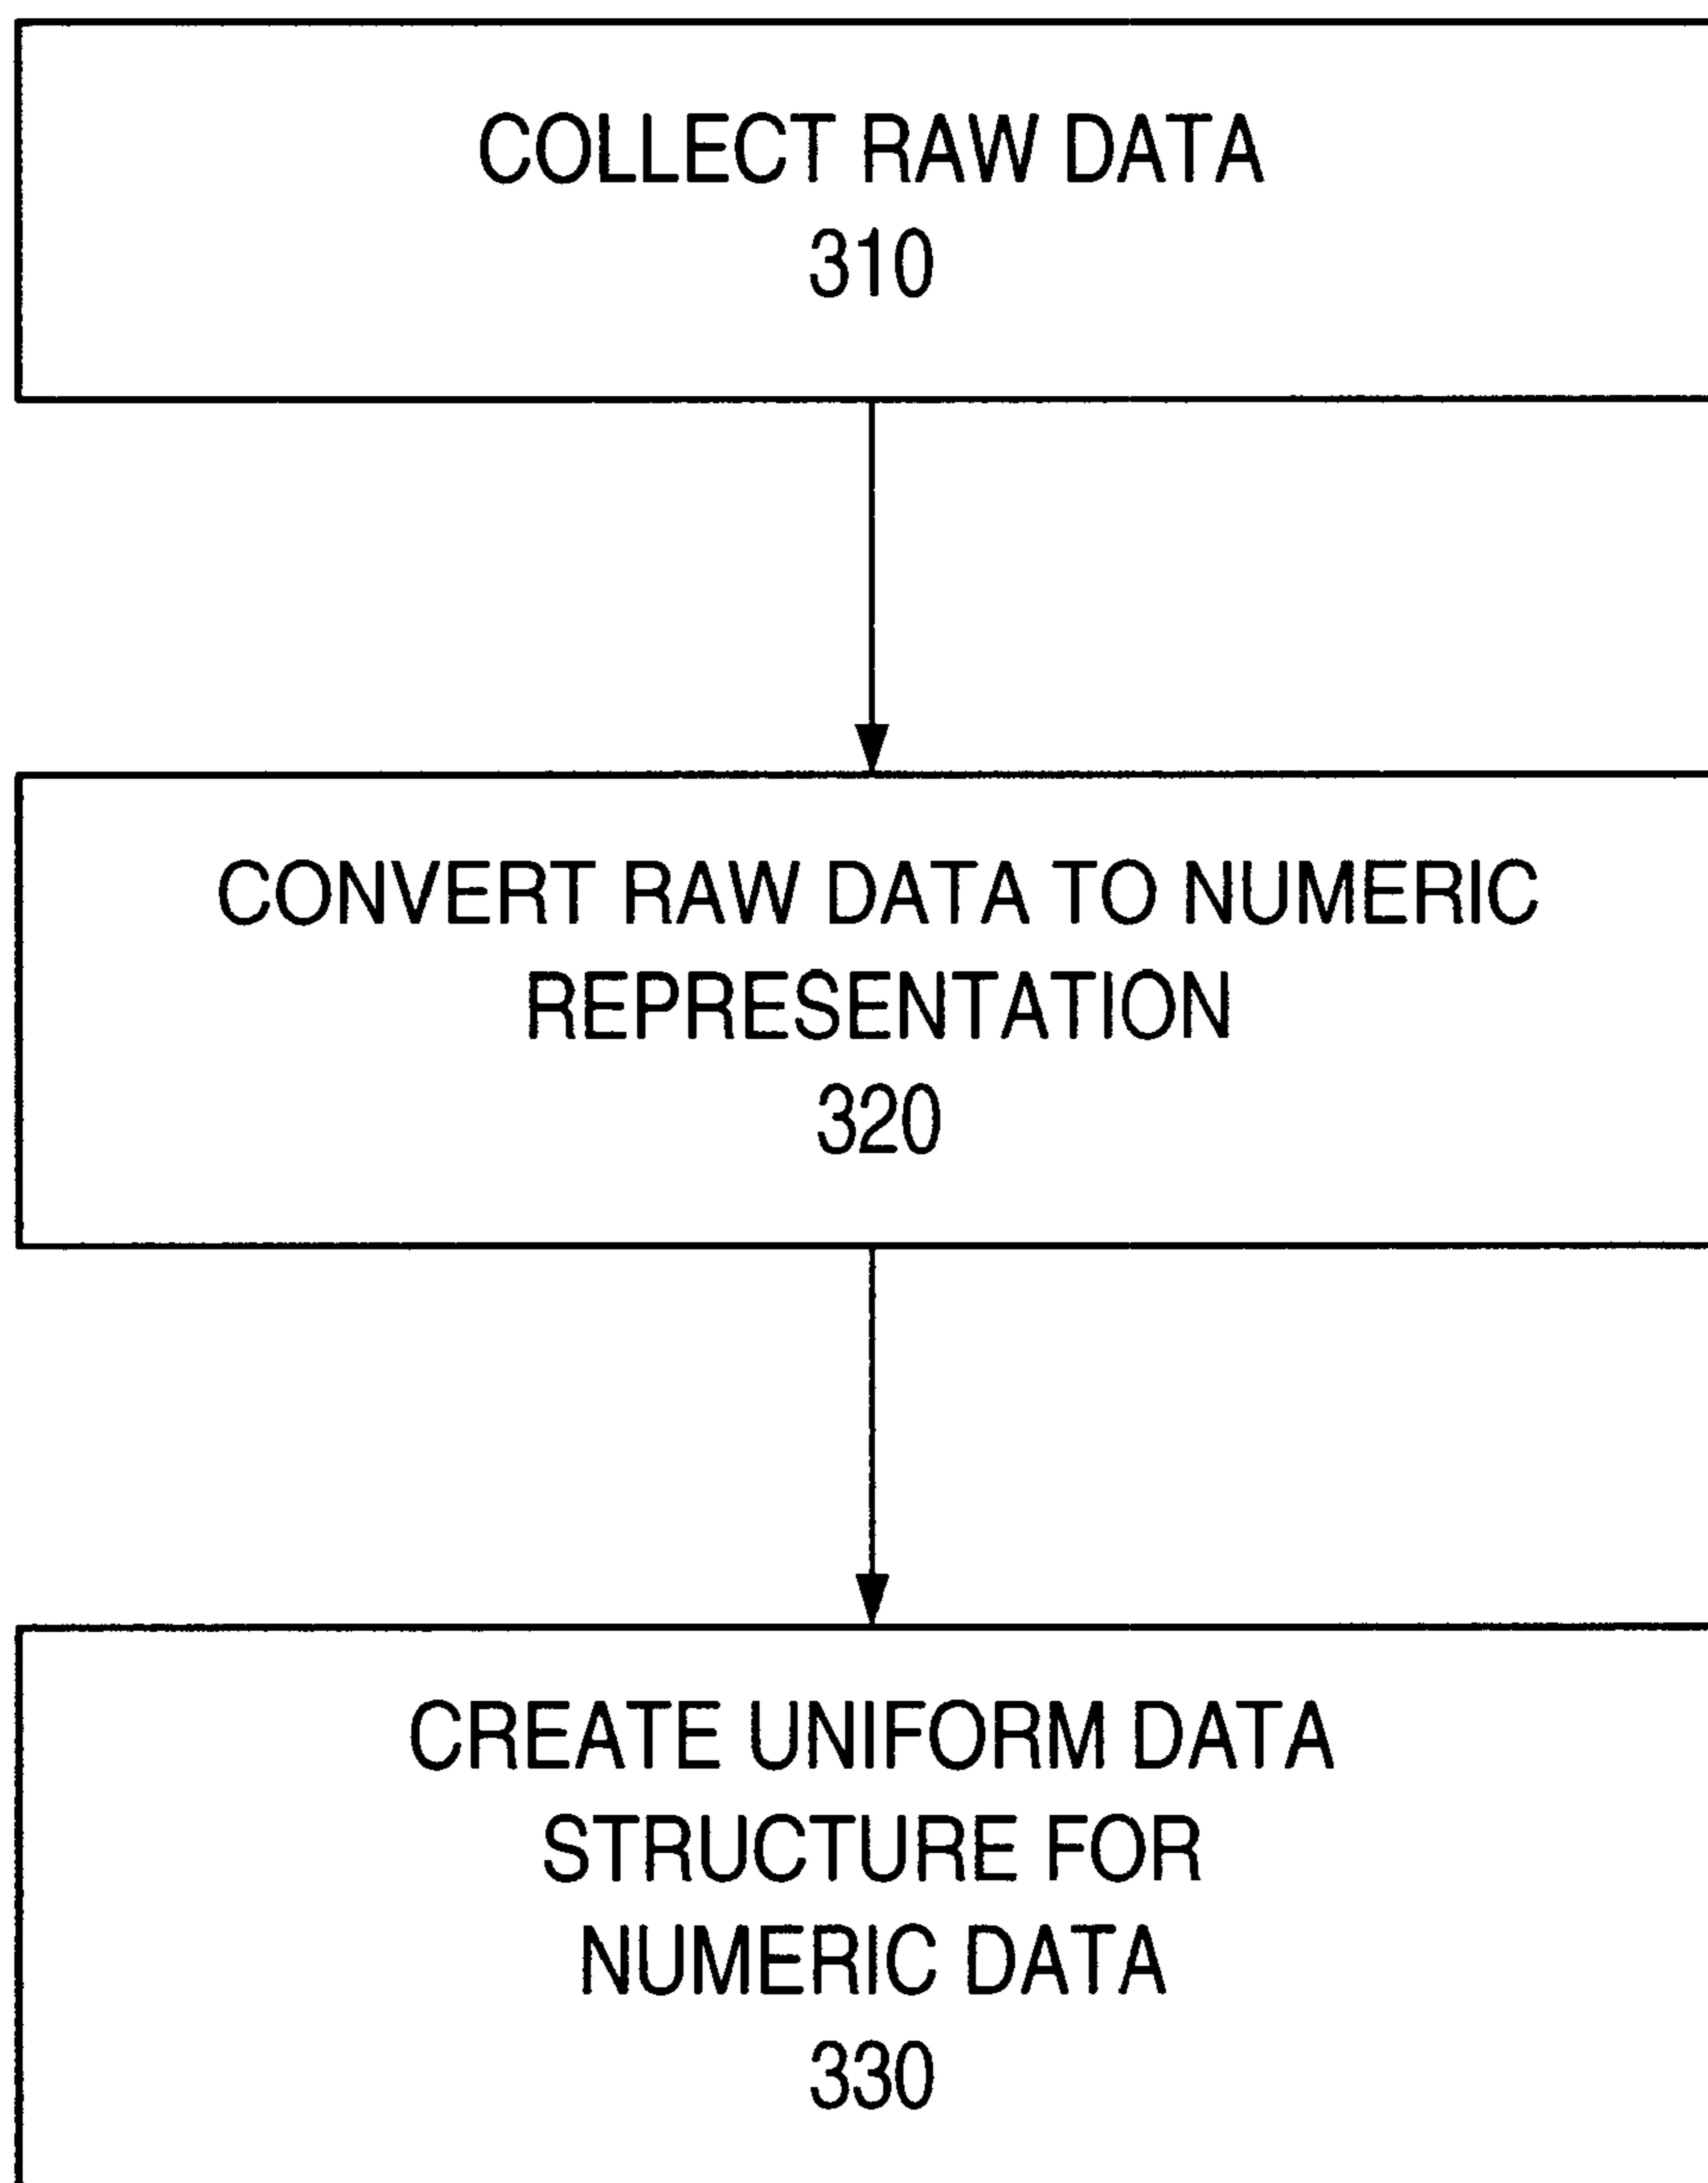 COLLECT RAW DATA
310
CONVERT RAW DATA TO NUMERIC
REPRESENTATION
320
CREATE UNIFORM DATA
STRUCTURE FOR
NUMERIC DATA
330